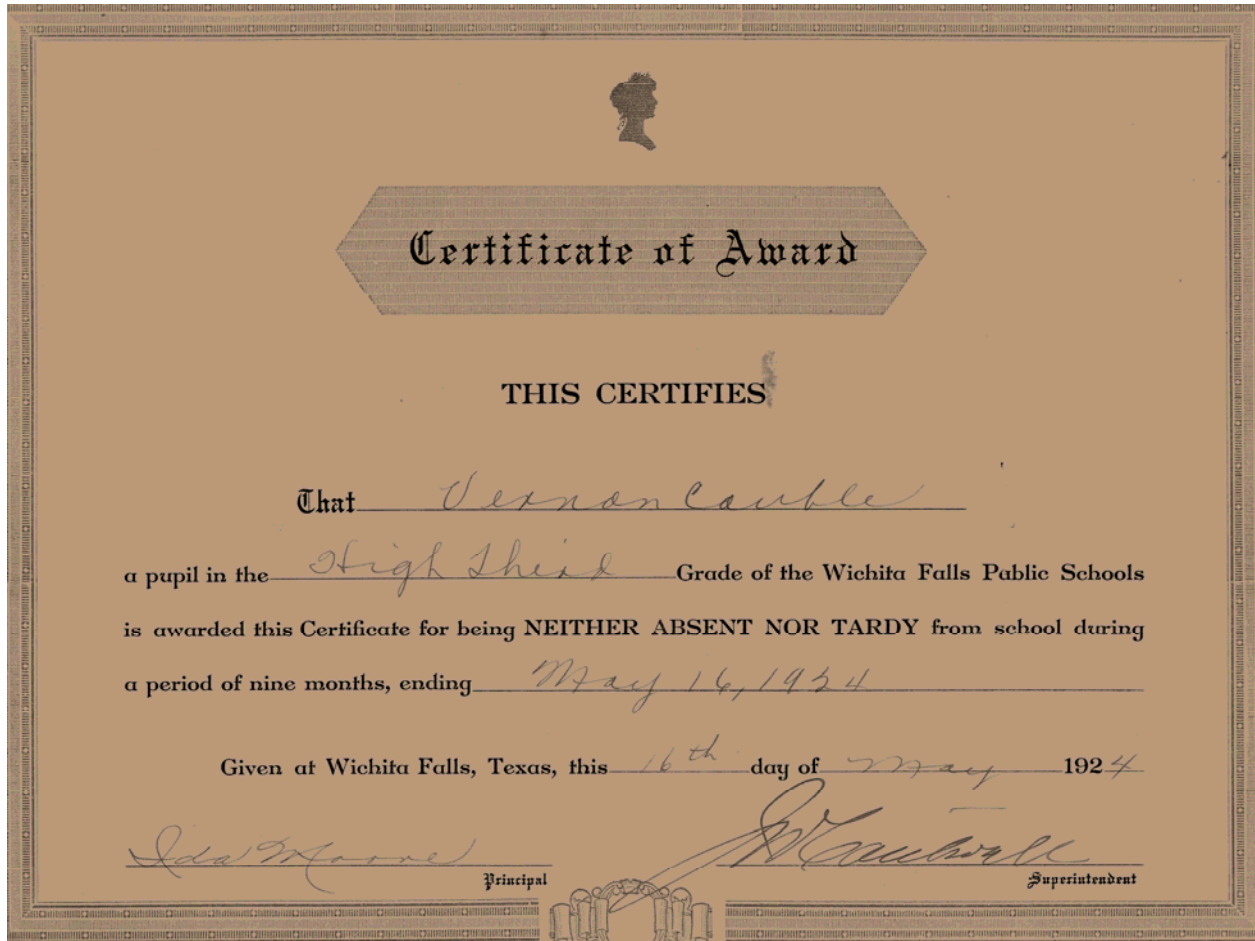 Certificate of Award
THIS CERTIFIES
That Vernon Cauble
a pupil in the High Third Grade of the Wichita Falls Public Schools
is awarded this Certificate for being NEITHER ABSENT NOR TARDY from school during
a period of nine months, ending May 16, 1924
Given at Wichita Falls, Texas, this 16th day of May 1924
Ida Moore
Principal
Superintendent